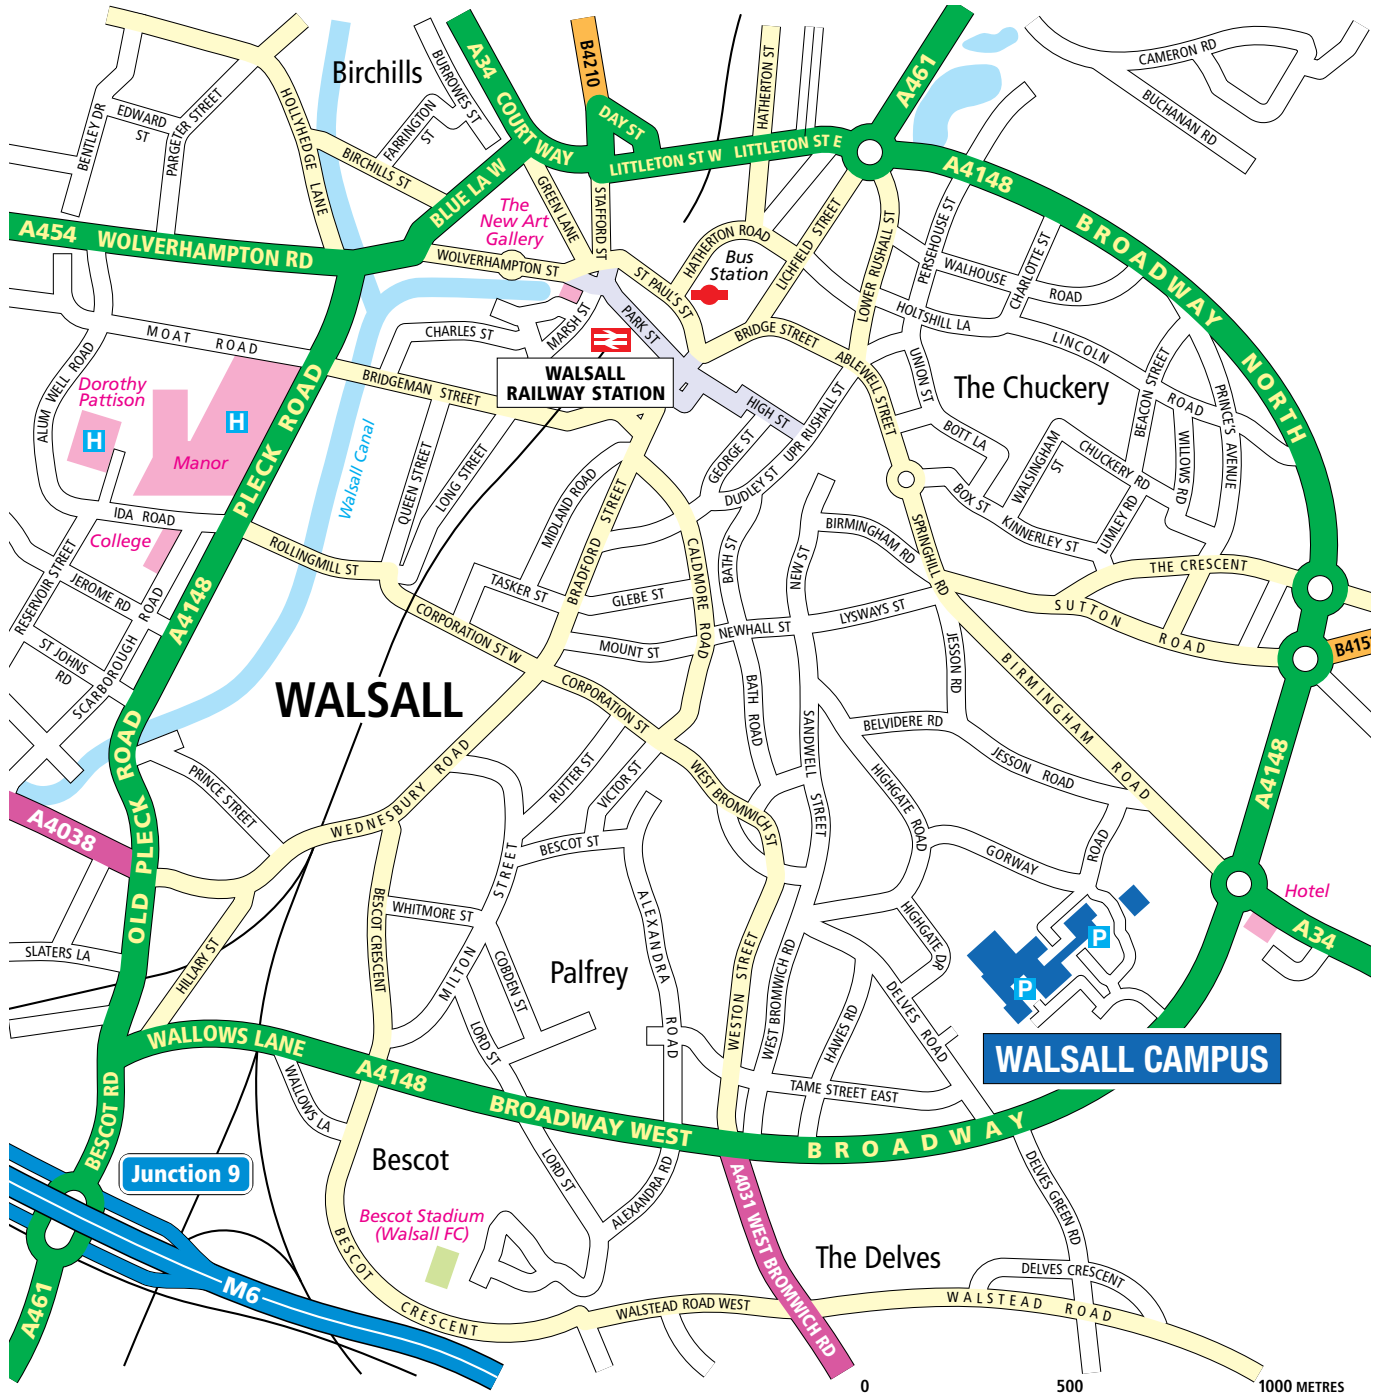 Birchills
A34
COURT WAY
B4210
DAY ST
HATHERTON ST
A461
CAMERON RD
BUCHANAN RD
BURROWES ST
FARRINGTON
ST
BENTLEY DR
EDWARD
ST
PARGETER STREET
HOLLYHEDGE LANE
BIRCHILLS ST
BLUE LA W
LITTLETON ST W
LITTLETON ST E
A4148
BROADWAY
NORTH
A454
WOLVERHAMPTON RD
The
New Art
Gallery
GREEN LANE
STAFFORD ST
WOLVERHAMPTON ST
ST PAUL'S ST
HATHERTON ROAD
Bus
Station
LICHFIELD STREET
LOWER RUSHALL ST
PERSEHOUSE ST
WALHOUSE
ROAD
CHARLOTTE ST
HOLTSHILL LA
LINCOLN
ROAD
MOAT ROAD
CHARLES ST
MARSH ST
PARK ST
BRIDGE STREET
ABLEWELL STREET
UNION ST
The Chuckery
BEACON STREET
PRINCE'S AVENUE
WALSALL
RAILWAY STATION
BRIDGEMAN STREET
HIGH ST
UPR RUSHALL ST
GEORGE ST
DUDLEY ST
BOTT LA
WALSINGHAM
ST
CHUCKERY RD
WILLOWS RD
LUMLEY RD
BOX ST
KINNERLEY ST
ALUM WELL ROAD
Dorothy
Pattison
H
H
Manor
PLECK ROAD
Walsall Canal
QUEEN STREET
LONG STREET
MIDLAND ROAD
BRADFORD STREET
CALDMORE ROAD
BATH ST
NEW ST
BIRMINGHAM RD
SPRINGHILL RD
THE CRESCENT
SUTTON ROAD
B415
IDA ROAD
College
RESERVOIR STREET
JEROME RD
ST JOHNS
RD
SCARBOROUGH
ROAD
A4148
ROLLINGMILL ST
CORPORATION ST W
TASKER ST
GLEBE ST
MOUNT ST
NEWHALL ST
LYSWAYS ST
JESSON RD
BIRMINGHAM ROAD
WALSALL
CORPORATION ST
BATH ROAD
SANDWELL
STREET
BELVIDERE RD
JESSON ROAD
A4148
PLECK ROAD
OLD
PRINCE STREET
WEDNESBURY ROAD
RUTTER ST
VICTOR ST
WEST BROMWICH ST
HIGHGATE ROAD
GORWAY
ROAD
A4038
BESCOT ST
STREET
MILTON
WHITMORE ST
BESCOT CRESCENT
ALEXANDRA
ROAD
HIGHGATE DR
Hotel
A34
P
P
WALSALL CAMPUS
SLATERS LA
HILLARY ST
COBDEN ST
Palfrey
LORD ST
WESTON STREET
WEST BROMWICH RD
HAWES RD
DELVES ROAD
WALLOWS LANE
A4148
BROADWAY WEST
BROADWAY
TAME STREET EAST
BESCOT RD
WALLOWS LA
Junction 9
Bescot
LORD ST
ALEXANDRA RD
A4031 WEST BROMWICH RD
DELVES GREEN RD
Bescot Stadium
(Walsall FC)
The Delves
DELVES CRESCENT
M6
A461
BESCOT
CRESCENT
WALSTEAD ROAD WEST
WALSTEAD ROAD
0 500 1000 METRES